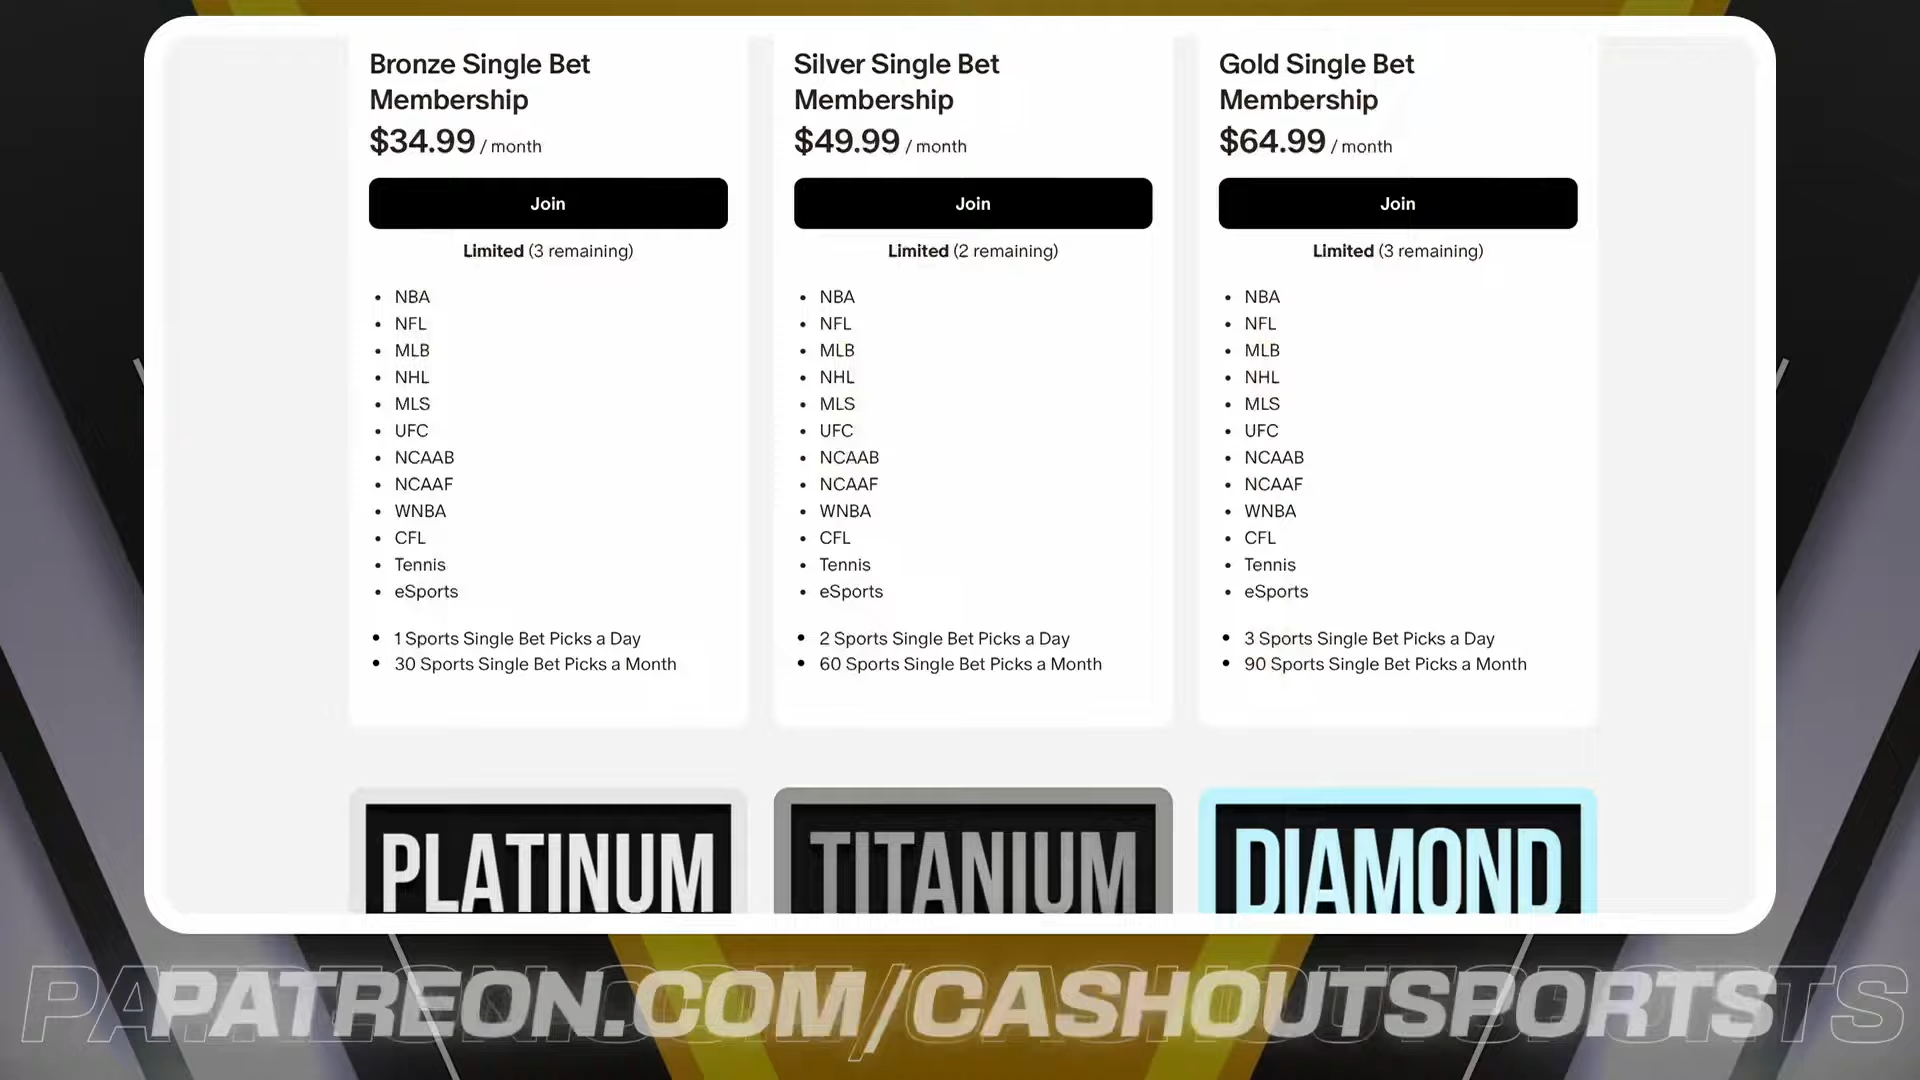 Bronze Single Bet
Membership
$34.99 / month
Join
Limited (3 remaining)
• NBA
• NFL
• MLB
• NHL
• MLS
• UFC
• NCAAB
• NCAAF
• WNBA
• CFL
• Tennis
• eSports
• 1 Sports Single Bet Picks a Day
• 30 Sports Single Bet Picks a Month
Silver Single Bet
Membership
$49.99 / month
Join
Limited (2 remaining)
• NBA
• NFL
• MLB
• NHL
• MLS
• UFC
• NCAAB
• NCAAF
• WNBA
• CFL
• Tennis
• eSports
• 2 Sports Single Bet Picks a Day
• 60 Sports Single Bet Picks a Month
Gold Single Bet
Membership
$64.99 / month
Join
Limited (3 remaining)
• NBA
• NFL
• MLB
• NHL
• MLS
• UFC
• NCAAB
• NCAAF
• WNBA
• CFL
• Tennis
• eSports
• 3 Sports Single Bet Picks a Day
• 90 Sports Single Bet Picks a Month
PLATINUM
TITANIUM
DIAMOND
PATREON.COM/CASHOUTSPORTS